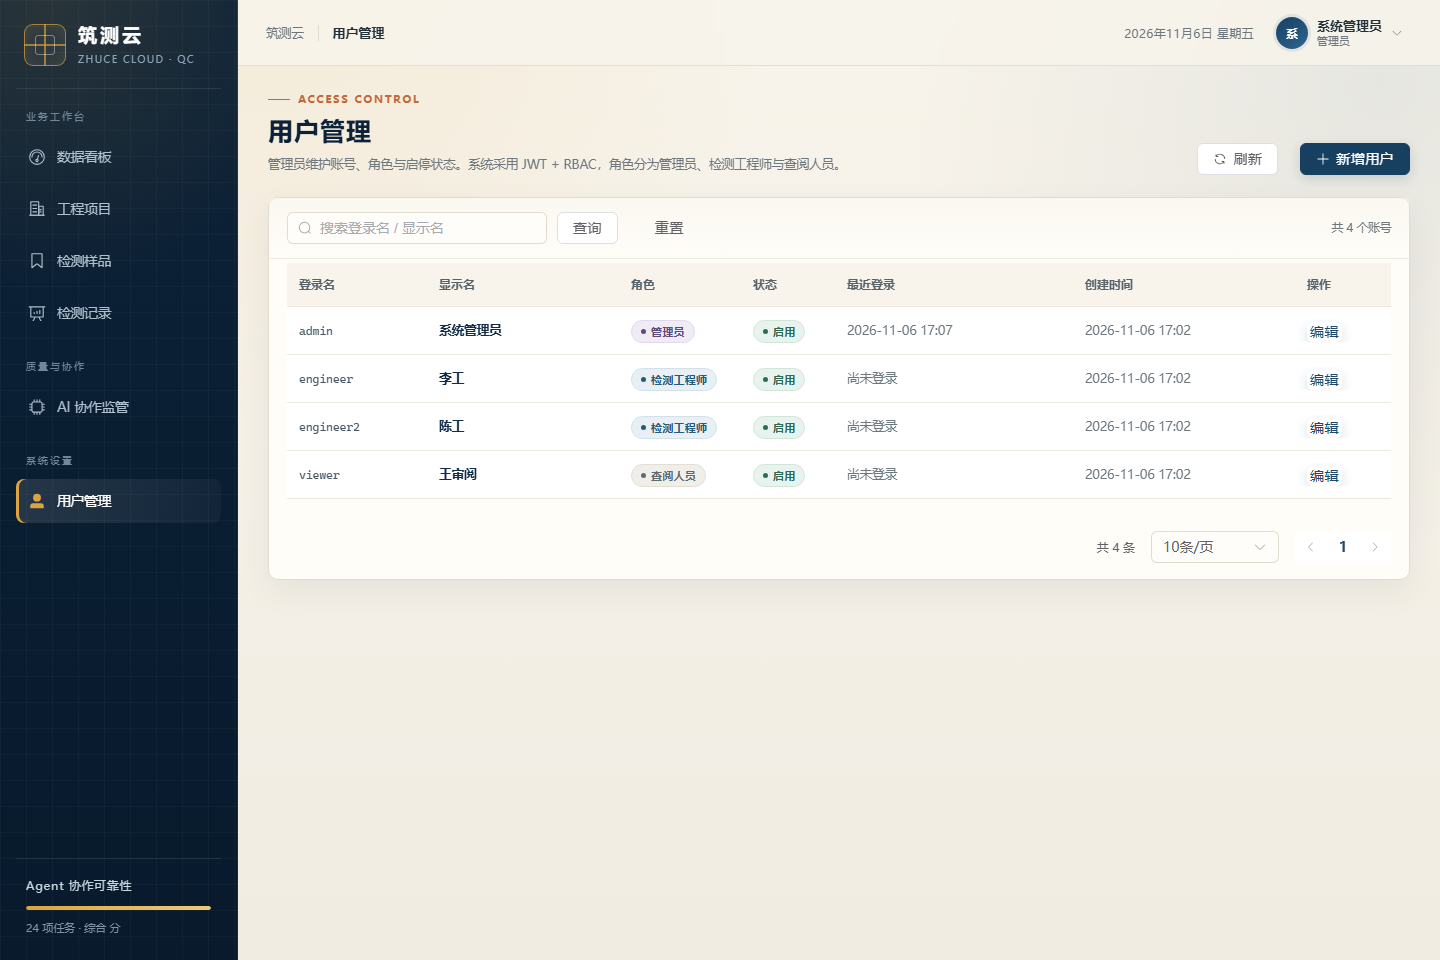 筑测云
ZHUCE CLOUD · QC
业务工作台
数据看板
工程项目
检测样品
检测记录
质量与协作
AI 协作监管
系统设置
用户管理
Agent 协作可靠性
24 项任务 · 综合 分
筑测云 用户管理
2026年11月6日 星期五
系
系统管理员
管理员
ACCESS CONTROL
用户管理
管理员维护账号、角色与启停状态。系统采用 JWT + RBAC，角色分为管理员、检测工程师与查阅人员。
刷新
新增用户
搜索登录名 / 显示名 查询 重置 共 4 个账号
登录名 显示名 角色 状态 最近登录 创建时间 操作
admin 系统管理员 管理员 启用 2026-11-06 17:07 2026-11-06 17:02 编辑
engineer 李工 检测工程师 启用 尚未登录 2026-11-06 17:02 编辑
engineer2 陈工 检测工程师 启用 尚未登录 2026-11-06 17:02 编辑
viewer 王审阅 查阅人员 启用 尚未登录 2026-11-06 17:02 编辑
共 4 条 10条/页 1